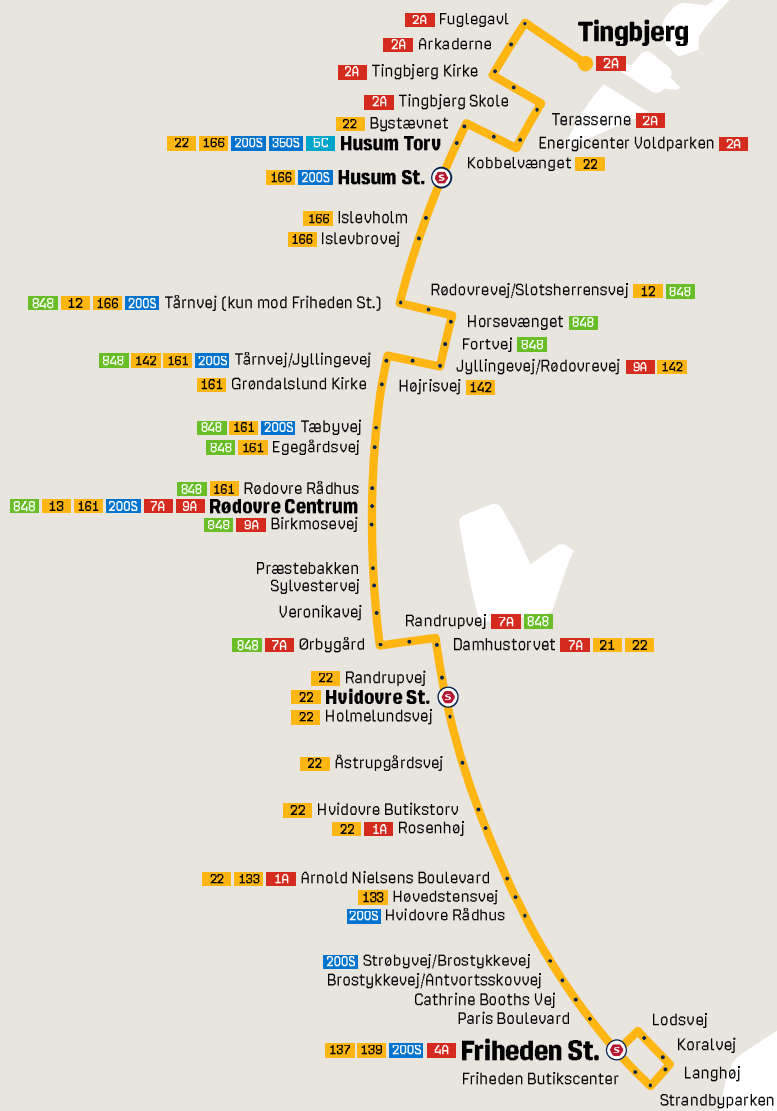 2A Fuglegavl
Tingbjerg
2A
2A Arkaderne
2A Tingbjerg Kirke
2A Tingbjerg Skole
Terasserne 2A
22 Bystævnet
22 166 200S 350S 5C Husum Torv
Energicenter Voldparken 2A
Kobbelvænget 22
166 200S Husum St.
S
166 Islevholm
166 Islevbrovej
Rødovrevej/Slotsherrensvej 12 848
848 12 166 200S Tårnvej (kun mod Friheden St.)
Horsevænget 848
Fortvej 848
848 142 161 200S Tårnvej/Jyllingevej
Jyllingevej/Rødovrevej 9A 142
161 Grøndalslund Kirke
Højrisvej 142
848 161 200S Tæbyvej
848 161 Egegårdsvej
848 161 Rødovre Rådhus
848 13 161 200S 7A 9A Rødovre Centrum
848 9A Birkmosevej
Præstebakken
Sylvestervej
Veronikavej
Randrupvej 7A 848
848 7A Ørbygård
Damhustorvet 7A 21 22
22 Randrupvej
22 Hvidovre St.
S
22 Holmelundsvej
22 Åstrupgårdsvej
22 Hvidovre Butikstorv
22 1A Rosenhøj
22 133 1A Arnold Nielsens Boulevard
133 Høvedstensvej
200S Hvidovre Rådhus
200S Strøbyvej/Brostykkevej
Brostykkevej/Antvortsskovvej
Cathrine Booths Vej
Paris Boulevard
Lodsvej
Koralvej
137 139 200S 4A Friheden St.
S
Langhøj
Friheden Butikscenter
Strandbyparken